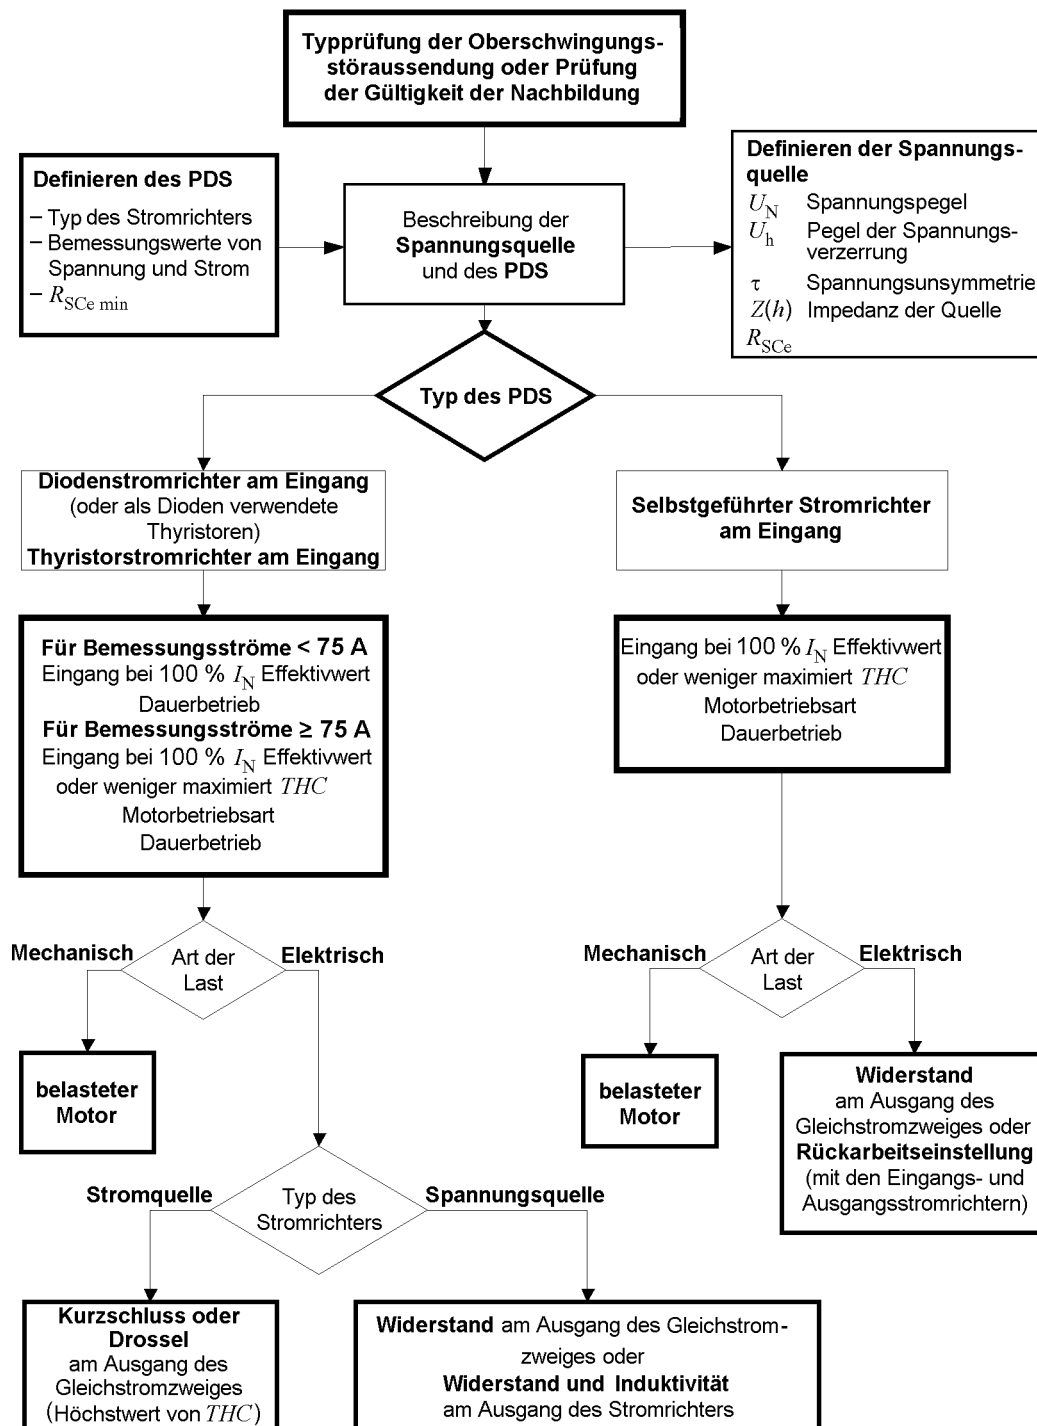 Typprüfung der Oberschwingungs-
störaussendung oder Prüfung
der Gültigkeit der Nachbildung
Definieren des PDS
– Typ des Stromrichters
– Bemessungswerte von
Spannung und Strom
– R_SCe min
Beschreibung der
Spannungsquelle
und des PDS
Definieren der Spannungs-
quelle
U_N Spannungspegel
U_h Pegel der Spannungs-
verzerrung
τ Spannungsunsymmetrie
Z(h) Impedanz der Quelle
R_SCe
Typ des PDS
Diodenstromrichter am Eingang
(oder als Dioden verwendete
Thyristoren)
Thyristorstromrichter am Eingang
Selbstgeführter Stromrichter
am Eingang
Für Bemessungsströme < 75 A
Eingang bei 100 % I_N Effektivwert
Dauerbetrieb
Für Bemessungsströme ≥ 75 A
Eingang bei 100 % I_N Effektivwert
oder weniger maximiert THC
Motorbetriebsart
Dauerbetrieb
Eingang bei 100 % I_N Effektivwert
oder weniger maximiert THC
Motorbetriebsart
Dauerbetrieb
Mechanisch
Art der
Last
Elektrisch
Mechanisch
Art der
Last
Elektrisch
belasteter
Motor
belasteter
Motor
Widerstand
am Ausgang des
Gleichstromzweiges oder
Rückarbeitseinstellung
(mit den Eingangs- und
Ausgangsstromrichtern)
Stromquelle
Typ des
Stromrichters
Spannungsquelle
Kurzschluss oder
Drossel
am Ausgang des
Gleichstromzweiges
(Höchstwert von THC)
Widerstand am Ausgang des Gleichstrom-
zweiges oder
Widerstand und Induktivität
am Ausgang des Stromrichters